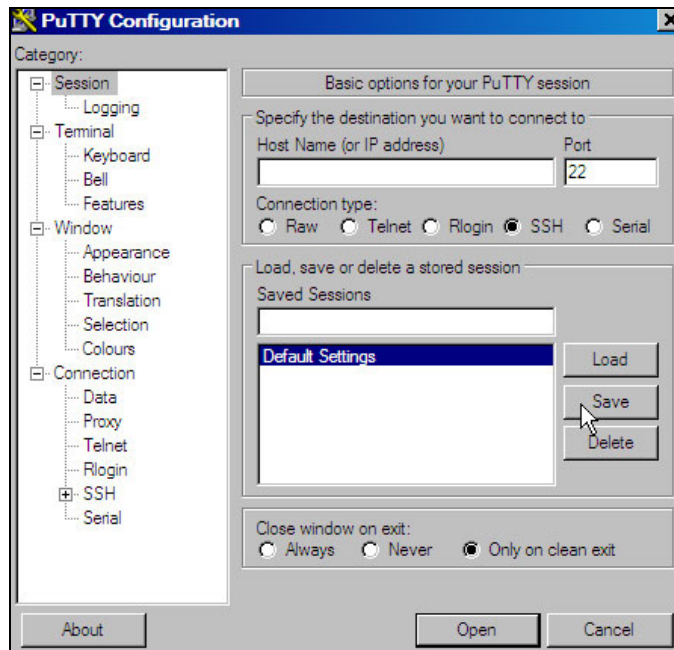 PuTTY Configuration
Category:
Session
Logging
Terminal
Keyboard
Bell
Features
Window
Appearance
Behaviour
Translation
Selection
Colours
Connection
Data
Proxy
Telnet
Rlogin
SSH
Serial
Basic options for your PuTTY session
Specify the destination you want to connect to
Host Name (or IP address) Port
22
Connection type:
Raw Telnet Rlogin SSH Serial
Load, save or delete a stored session
Saved Sessions
Default Settings
Load
Save
Delete
Close window on exit:
Always Never Only on clean exit
About Open Cancel